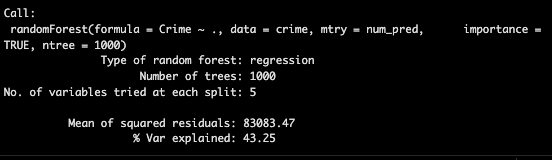 Call:
randomForest(formula = Crime ~ ., data = crime, mtry = num_pred, importance =
TRUE, ntree = 1000)
Type of random forest: regression
Number of trees: 1000
No. of variables tried at each split: 5
Mean of squared residuals: 83083.47
% Var explained: 43.25